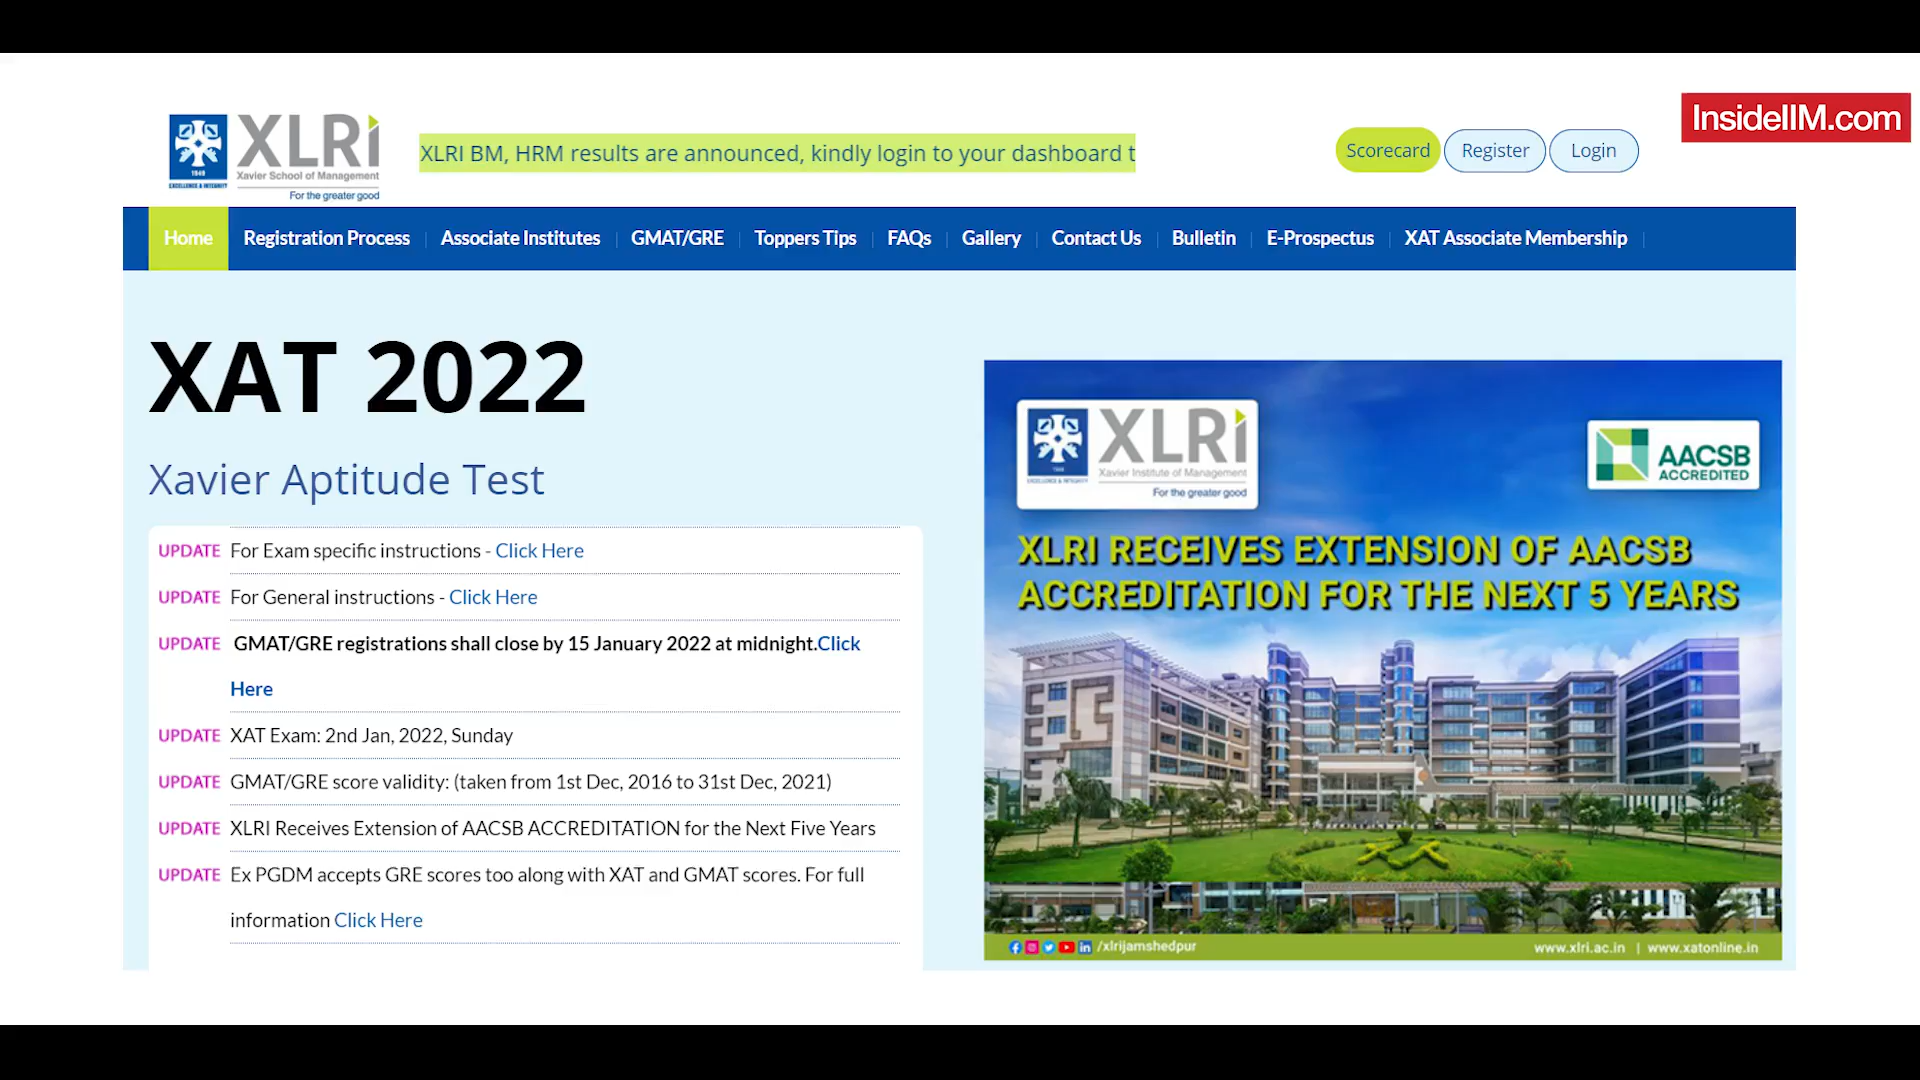 InsideIIM.com
XLRI
Xavier School of Management
For the greater good
1949
EXCELLENCE & INTEGRITY
XLRI BM, HRM results are announced, kindly login to your dashboard t
Scorecard
Register
Login
Home
Registration Process
Associate Institutes
GMAT/GRE
Toppers Tips
FAQs
Gallery
Contact Us
Bulletin
E-Prospectus
XAT Associate Membership
XAT 2022
Xavier Aptitude Test
UPDATE For Exam specific instructions - Click Here
UPDATE For General instructions - Click Here
UPDATE GMAT/GRE registrations shall close by 15 January 2022 at midnight.Click
Here
UPDATE XAT Exam: 2nd Jan, 2022, Sunday
UPDATE GMAT/GRE score validity: (taken from 1st Dec, 2016 to 31st Dec, 2021)
UPDATE XLRI Receives Extension of AACSB ACCREDITATION for the Next Five Years
UPDATE Ex PGDM accepts GRE scores too along with XAT and GMAT scores. For full
information Click Here
XLRI
Xavier Institute of Management
For the greater good
1949
EXCELLENCE & INTEGRITY
AACSB
ACCREDITED
XLRI RECEIVES EXTENSION OF AACSB
ACCREDITATION FOR THE NEXT 5 YEARS
/xlrijamshedpur
www.xlri.ac.in | www.xatonline.in